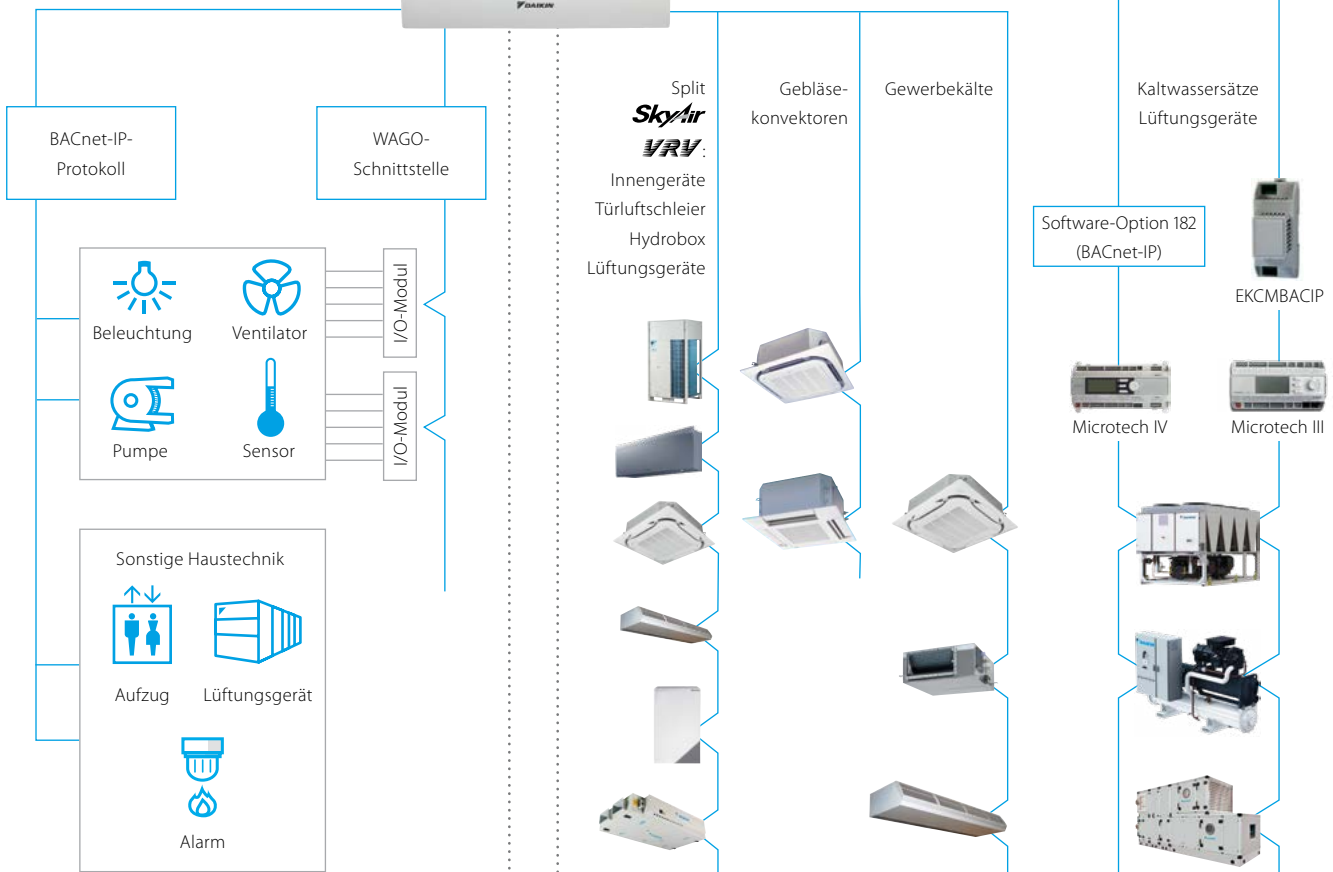 DAIKIN
BACnet-IP-
Protokoll
WAGO-
Schnittstelle
Beleuchtung
Ventilator
Pumpe
Sensor
I/O-Modul
I/O-Modul
Sonstige Haustechnik
Aufzug
Lüftungsgerät
Alarm
Split
SkyAir
VRV:
Innengeräte
Türluftschleier
Hydrobox
Lüftungsgeräte
Gebläse-
konvektoren
Gewerbekälte
Kaltwassersätze
Lüftungsgeräte
Software-Option 182
(BACnet-IP)
EKCMBACIP
Microtech IV
Microtech III